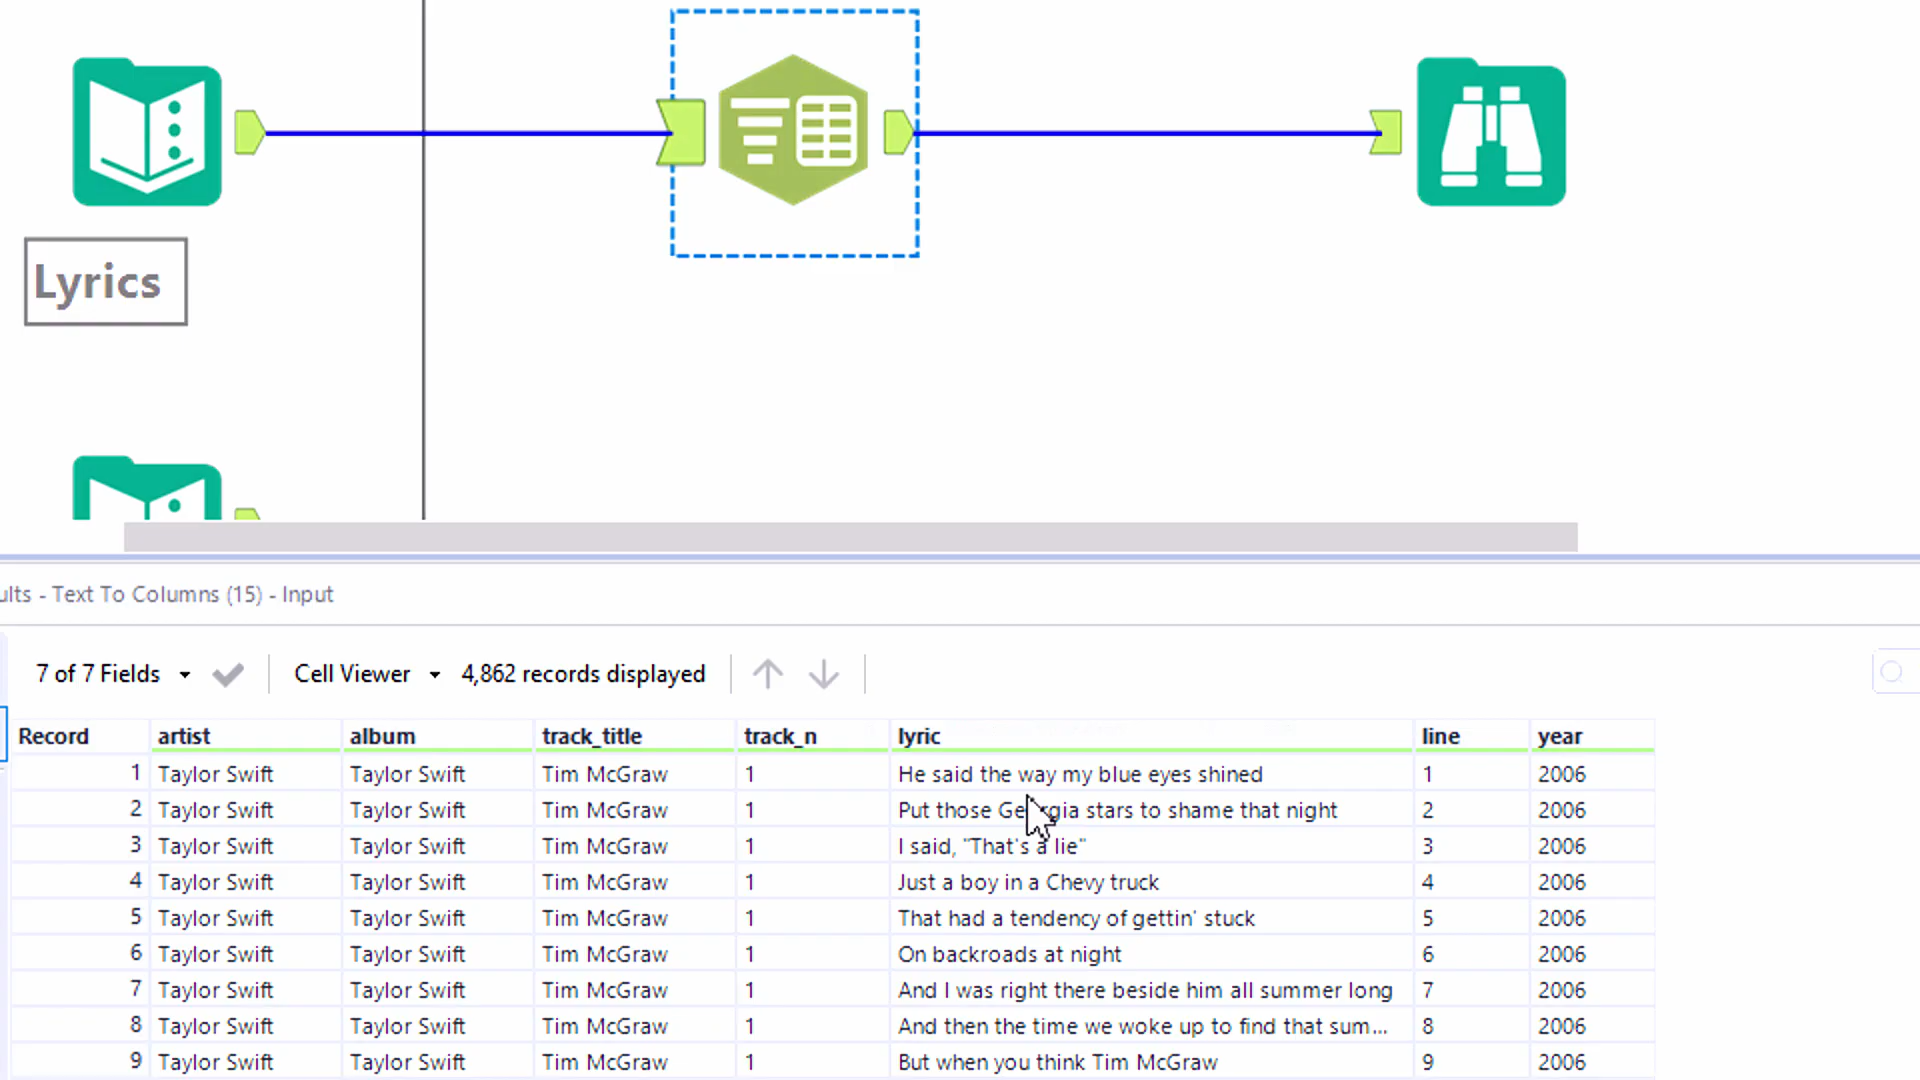 Lyrics
ults - Text To Columns (15) - Input
7 of 7 Fields Cell Viewer 4,862 records displayed
Record artist album track_title track_n lyric line year
1 Taylor Swift Taylor Swift Tim McGraw 1 He said the way my blue eyes shined 1 2006
2 Taylor Swift Taylor Swift Tim McGraw 1 Put those Georgia stars to shame that night 2 2006
3 Taylor Swift Taylor Swift Tim McGraw 1 I said, "That's a lie" 3 2006
4 Taylor Swift Taylor Swift Tim McGraw 1 Just a boy in a Chevy truck 4 2006
5 Taylor Swift Taylor Swift Tim McGraw 1 That had a tendency of gettin' stuck 5 2006
6 Taylor Swift Taylor Swift Tim McGraw 1 On backroads at night 6 2006
7 Taylor Swift Taylor Swift Tim McGraw 1 And I was right there beside him all summer long 7 2006
8 Taylor Swift Taylor Swift Tim McGraw 1 And then the time we woke up to find that sum... 8 2006
9 Taylor Swift Taylor Swift Tim McGraw 1 But when you think Tim McGraw 9 2006